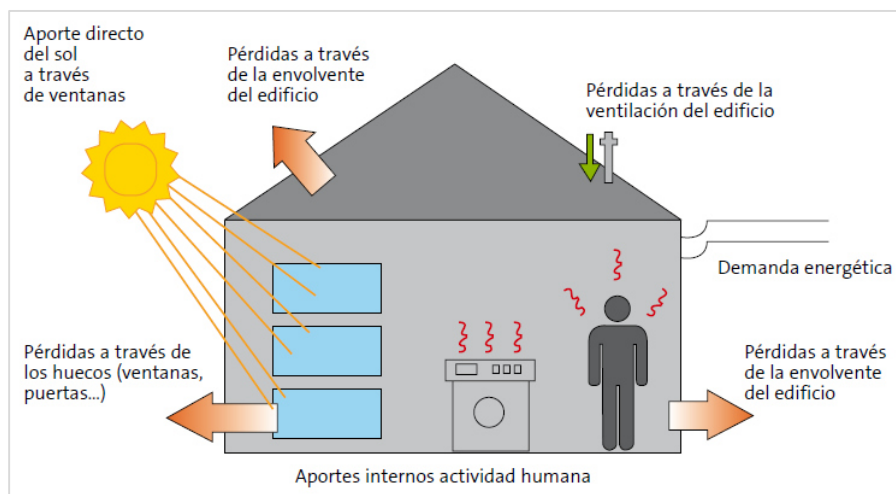 Aporte directo
del sol
a través
de ventanas
Pérdidas a través
de la envolvente
del edificio
Pérdidas a través de la
ventilación del edificio
Demanda energética
Pérdidas a través de
los huecos (ventanas,
puertas...)
Pérdidas a través
de la envolvente
del edificio
Aportes internos actividad humana